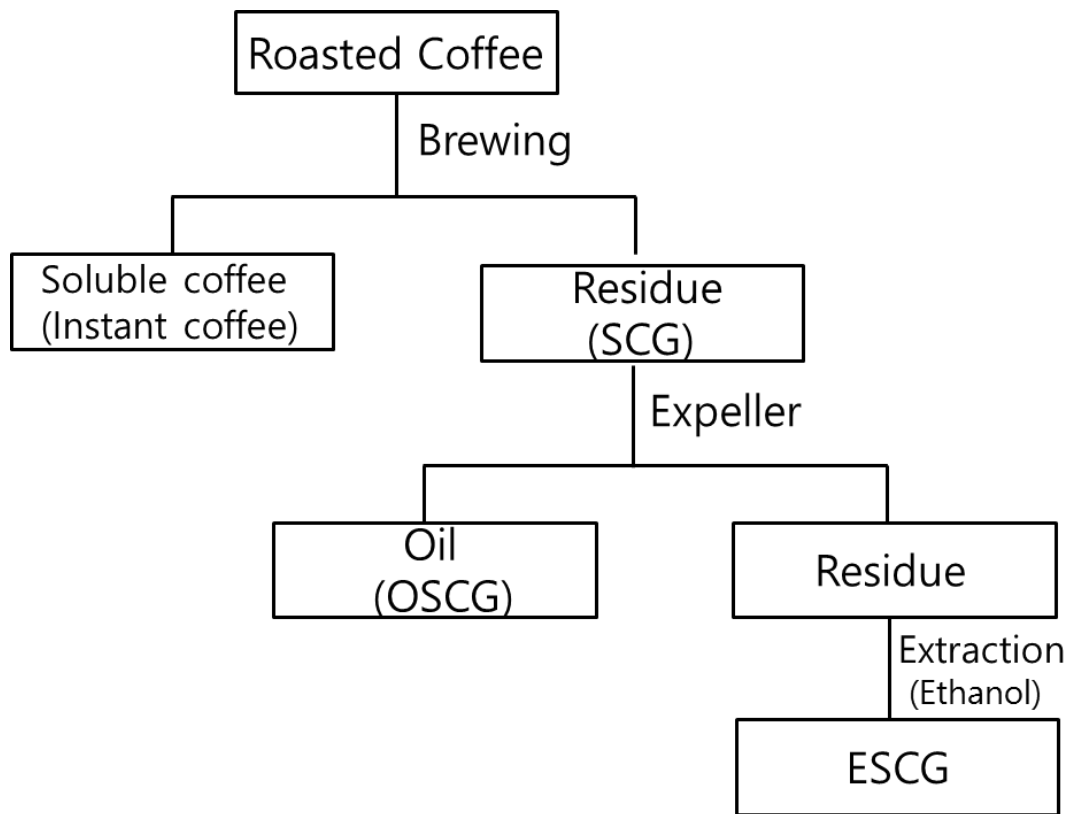 Roasted Coffee
Brewing
Soluble coffee
(Instant coffee)
Residue
(SCG)
Expeller
Oil
(OSCG)
Residue
Extraction
(Ethanol)
ESCG